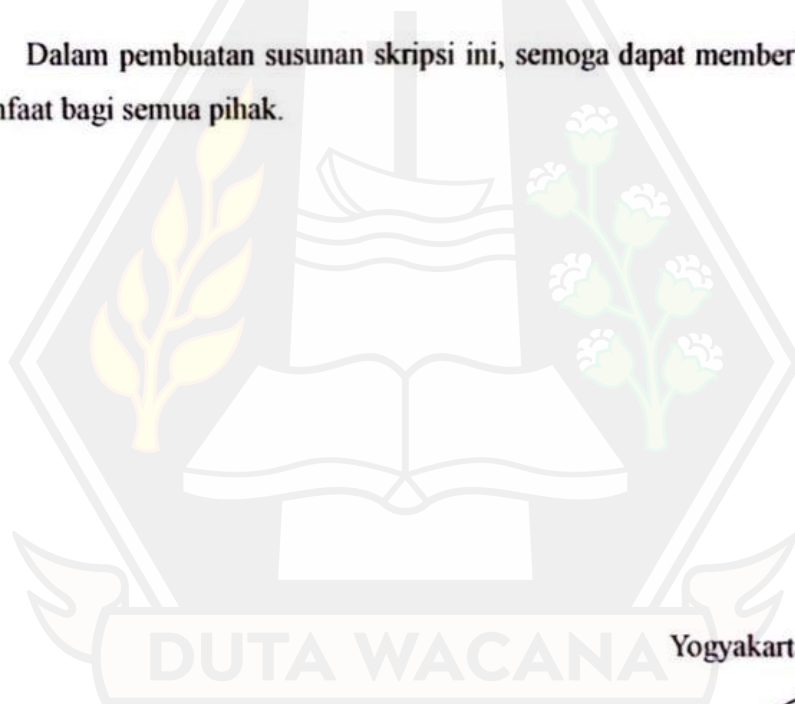 Dalam pembuatan susunan skripsi ini, semoga dapat member
nfaat bagi semua pihak.
DUTA WACANA
Yogyakart